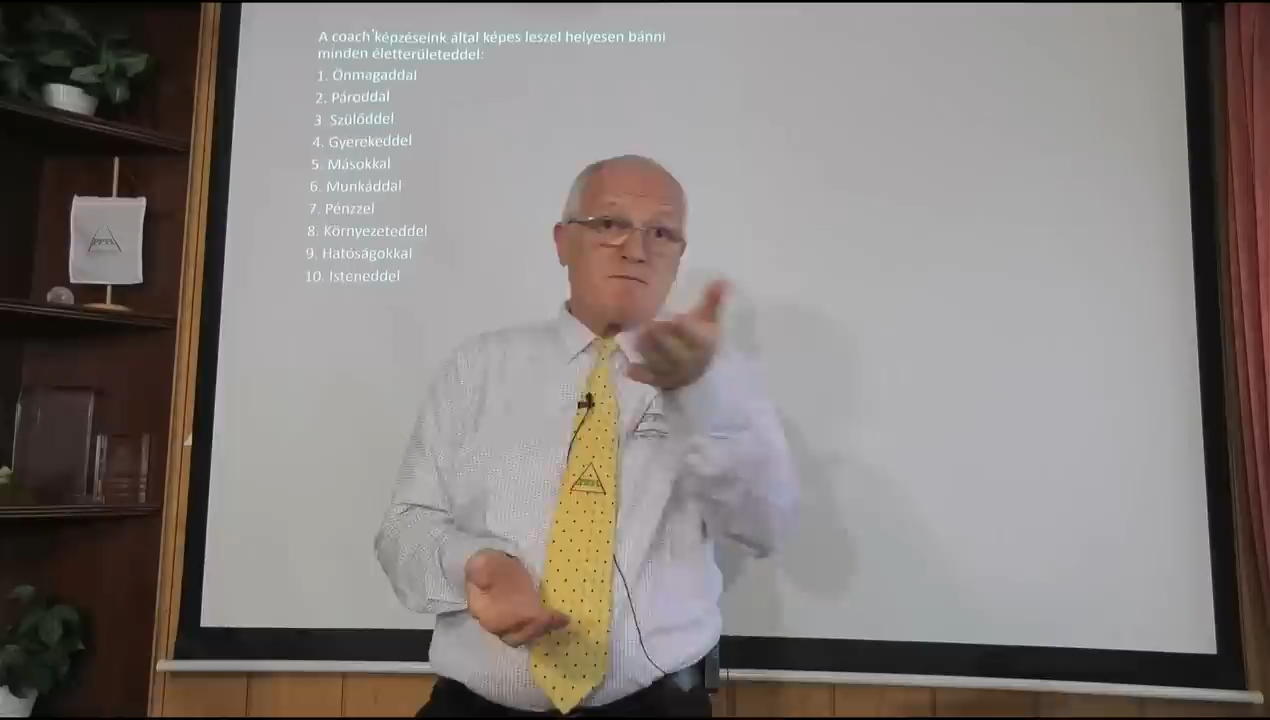 A coach képzéseink által képes leszel helyesen bánni
minden életterületeddel:
1. Önmagaddal
2. Pároddal
3 Szülőddel
4. Gyerekeddel
5. Másokkal
6. Munkáddal
7. Pénzzel
8. Környezeteddel
9. Hatóságokkal
10. Isteneddel